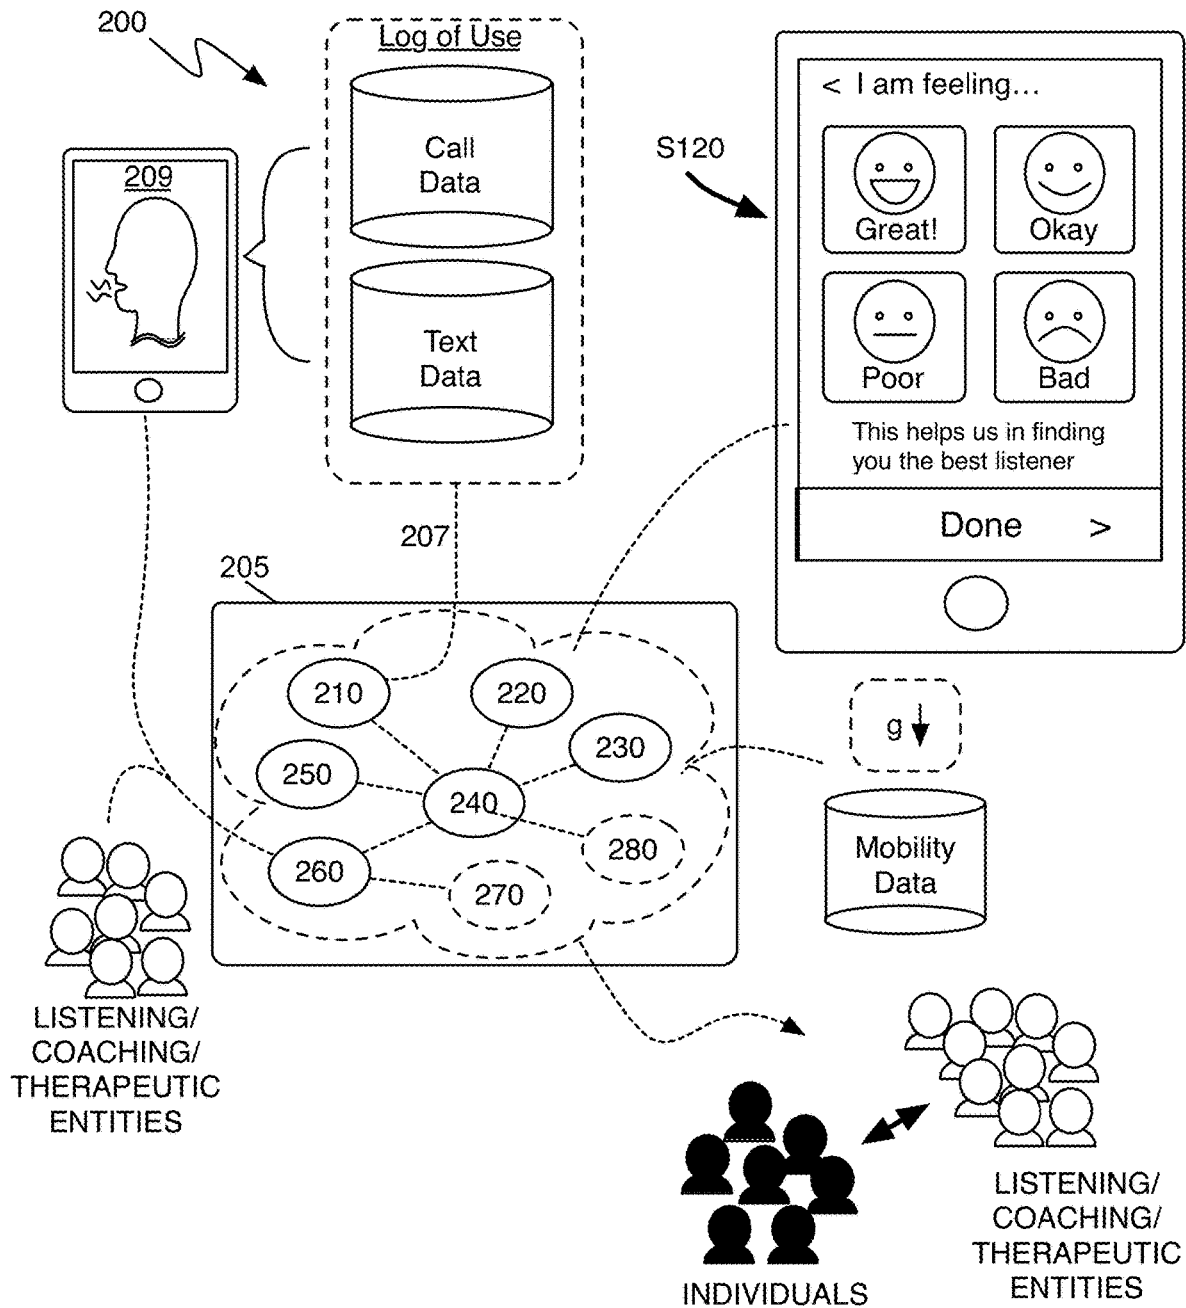 200
Log of Use
Call
Data
Text
Data
209
S120
< I am feeling...
Great!
Okay
Poor
Bad
This helps us in finding
you the best listener
Done >
207
205
210
220
230
250
240
280
260
270
g
Mobility
Data
LISTENING/
COACHING/
THERAPEUTIC
ENTITIES
INDIVIDUALS
LISTENING/
COACHING/
THERAPEUTIC
ENTITIES